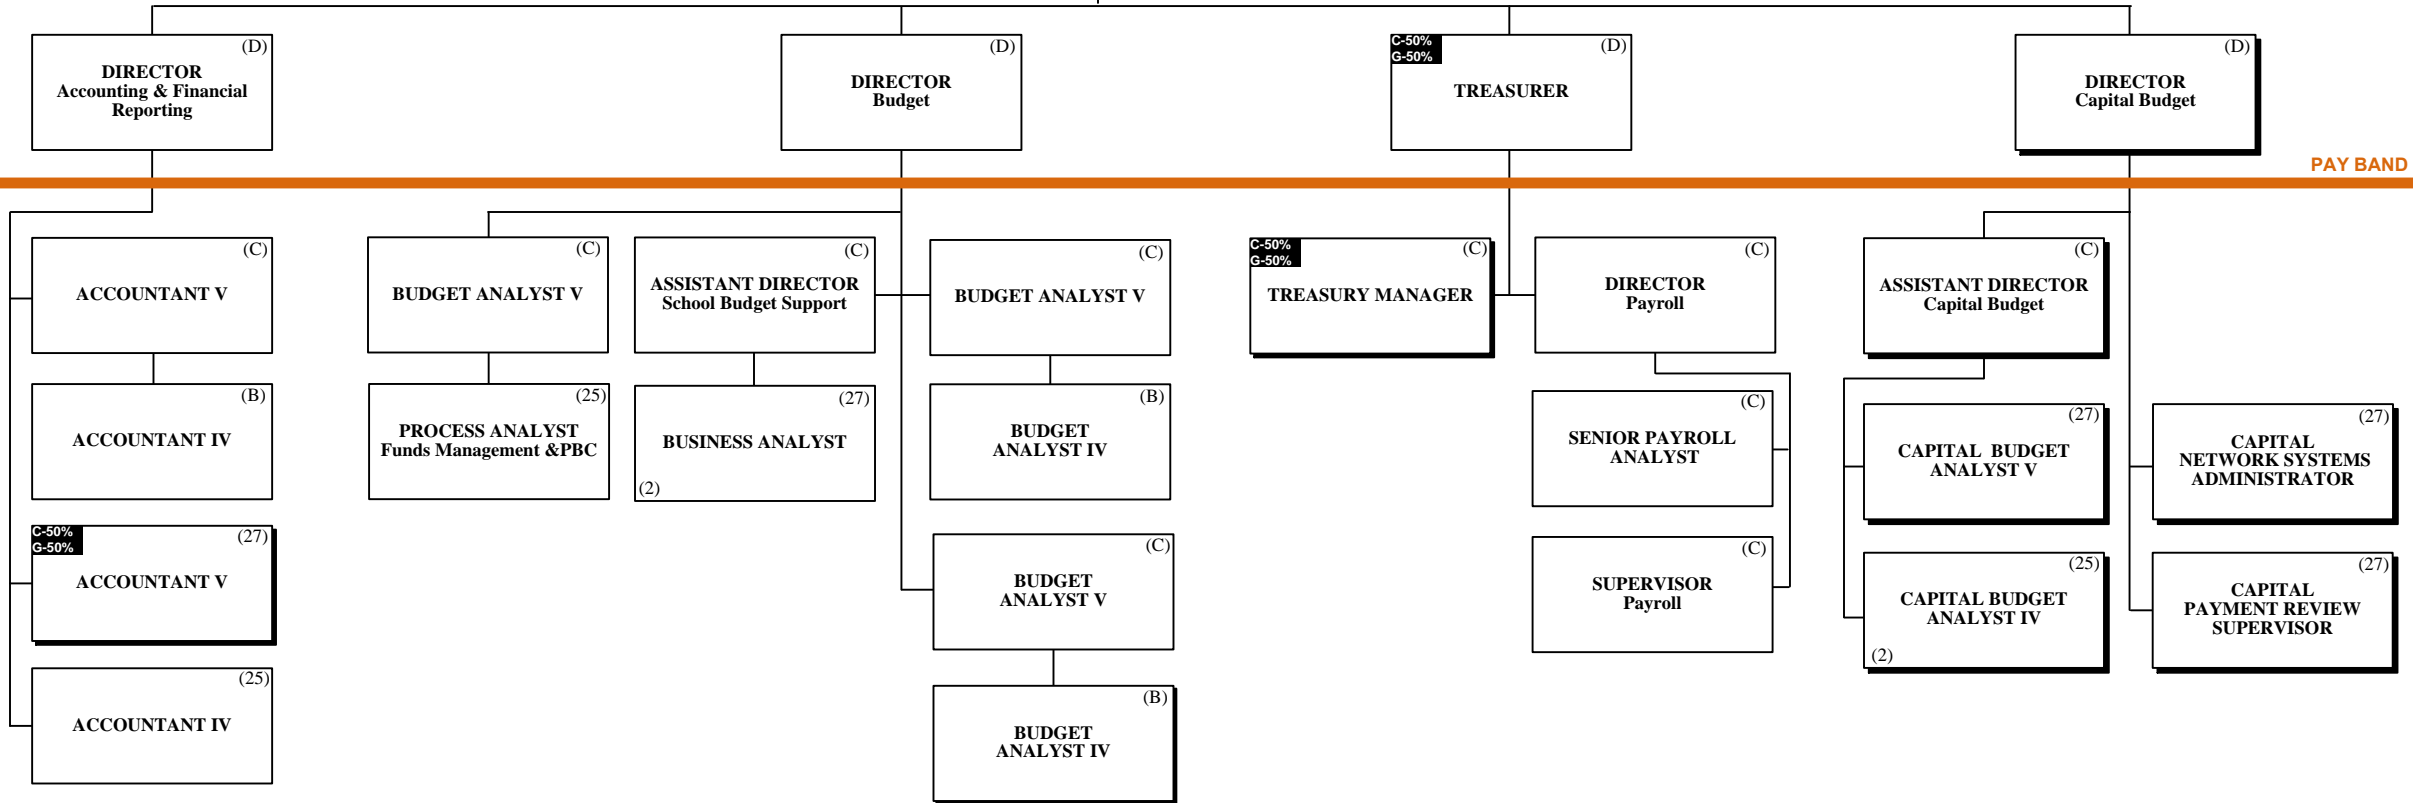 (D)
DIRECTOR
Accounting & Financial
Reporting
(D)
DIRECTOR
Budget
C-50%
G-50%
(D)
TREASURER
(D)
DIRECTOR
Capital Budget
PAY BAND
(C)
ACCOUNTANT V
(C)
BUDGET ANALYST V
(C)
ASSISTANT DIRECTOR
School Budget Support
(C)
BUDGET ANALYST V
C-50%
G-50%
(C)
TREASURY MANAGER
(C)
DIRECTOR
Payroll
(C)
ASSISTANT DIRECTOR
Capital Budget
(B)
ACCOUNTANT IV
(25)
PROCESS ANALYST
Funds Management &PBC
(27)
BUSINESS ANALYST
(2)
(B)
BUDGET
ANALYST IV
(C)
SENIOR PAYROLL
ANALYST
(27)
CAPITAL  BUDGET
ANALYST V
(27)
CAPITAL
NETWORK SYSTEMS
ADMINISTRATOR
C-50%
G-50%
(27)
ACCOUNTANT V
(C)
BUDGET
ANALYST V
(C)
SUPERVISOR
Payroll
(25)
CAPITAL BUDGET
ANALYST IV
(2)
(27)
CAPITAL
PAYMENT REVIEW
SUPERVISOR
(25)
ACCOUNTANT IV
(B)
BUDGET
ANALYST IV